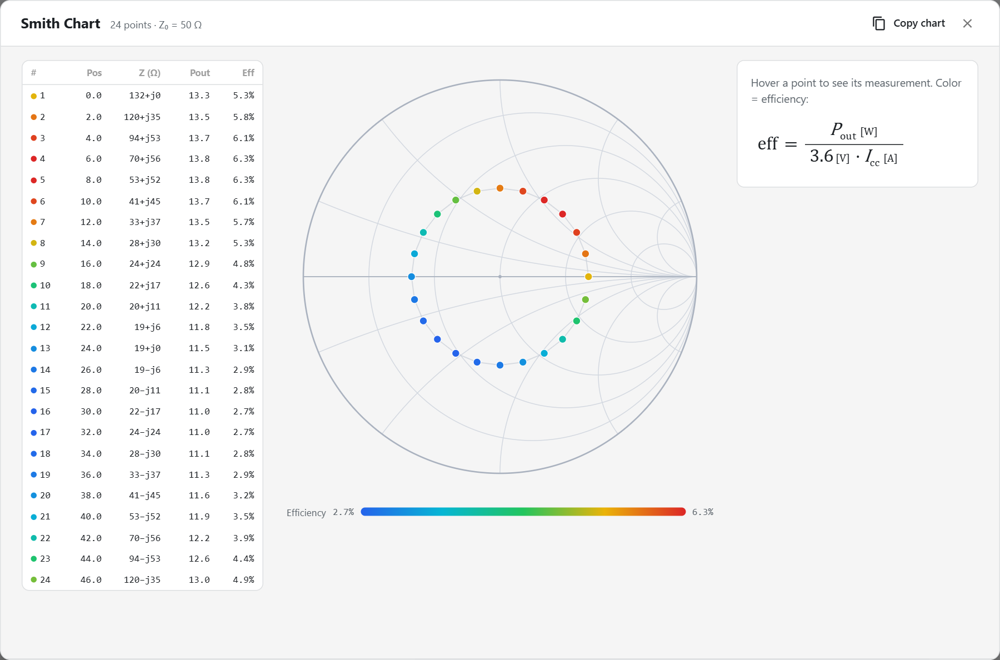 Smith Chart 24 points · Z₀ = 50 Ω Copy chart
# Pos Z (Ω) Pout Eff
1 0.0 132+j0 13.3 5.3%
2 2.0 120+j35 13.5 5.8%
3 4.0 94+j53 13.7 6.1%
4 6.0 70+j56 13.8 6.3%
5 8.0 53+j52 13.8 6.3%
6 10.0 41+j45 13.7 6.1%
7 12.0 33+j37 13.5 5.7%
8 14.0 28+j30 13.2 5.3%
9 16.0 24+j24 12.9 4.8%
10 18.0 22+j17 12.6 4.3%
11 20.0 20+j11 12.2 3.8%
12 22.0 19+j6 11.8 3.5%
13 24.0 19+j0 11.5 3.1%
14 26.0 19−j6 11.3 2.9%
15 28.0 20−j11 11.1 2.8%
16 30.0 22−j17 11.0 2.7%
17 32.0 24−j24 11.0 2.7%
18 34.0 28−j30 11.1 2.8%
19 36.0 33−j37 11.3 2.9%
20 38.0 41−j45 11.6 3.2%
21 40.0 53−j52 11.9 3.5%
22 42.0 70−j56 12.2 3.9%
23 44.0 94−j53 12.6 4.4%
24 46.0 120−j35 13.0 4.9%
Efficiency 2.7% 6.3%
Hover a point to see its measurement. Color
= efficiency:
P out [W]
eff =
3.6 [V] · I cc [A]